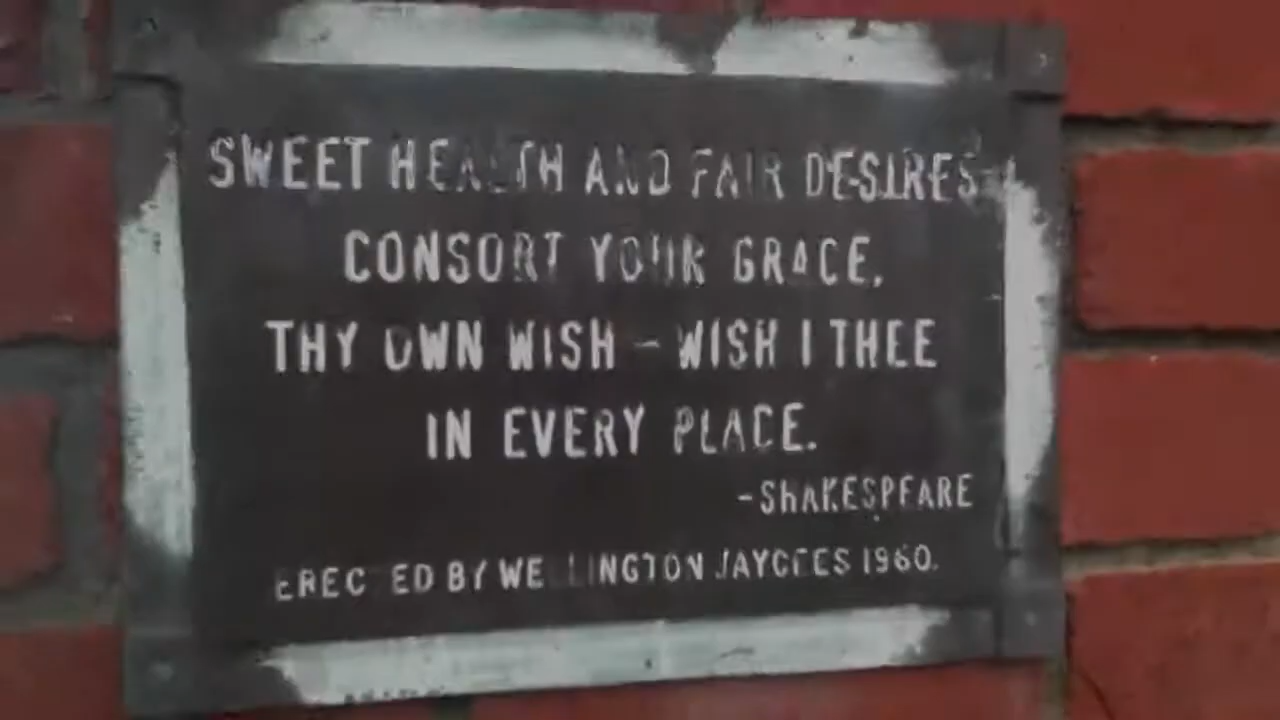 SWEET HEALTH AND FAIR DESIRES
CONSORT YOUR GRACE.
THY OWN WISH - WISH I THEE
IN EVERY PLACE.
-SHAKESPEARE
ERECTED BY WELLINGTON JAYCEES 1960.